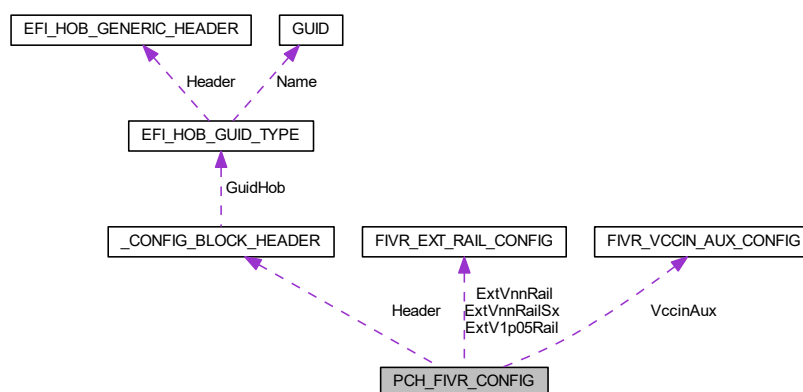 EFI_HOB_GENERIC_HEADER
GUID
Header
Name
EFI_HOB_GUID_TYPE
GuidHob
_CONFIG_BLOCK_HEADER
FIVR_EXT_RAIL_CONFIG
FIVR_VCCIN_AUX_CONFIG
Header
ExtVnnRail
ExtVnnRailSx
ExtV1p05Rail
VccinAux
PCH_FIVR_CONFIG